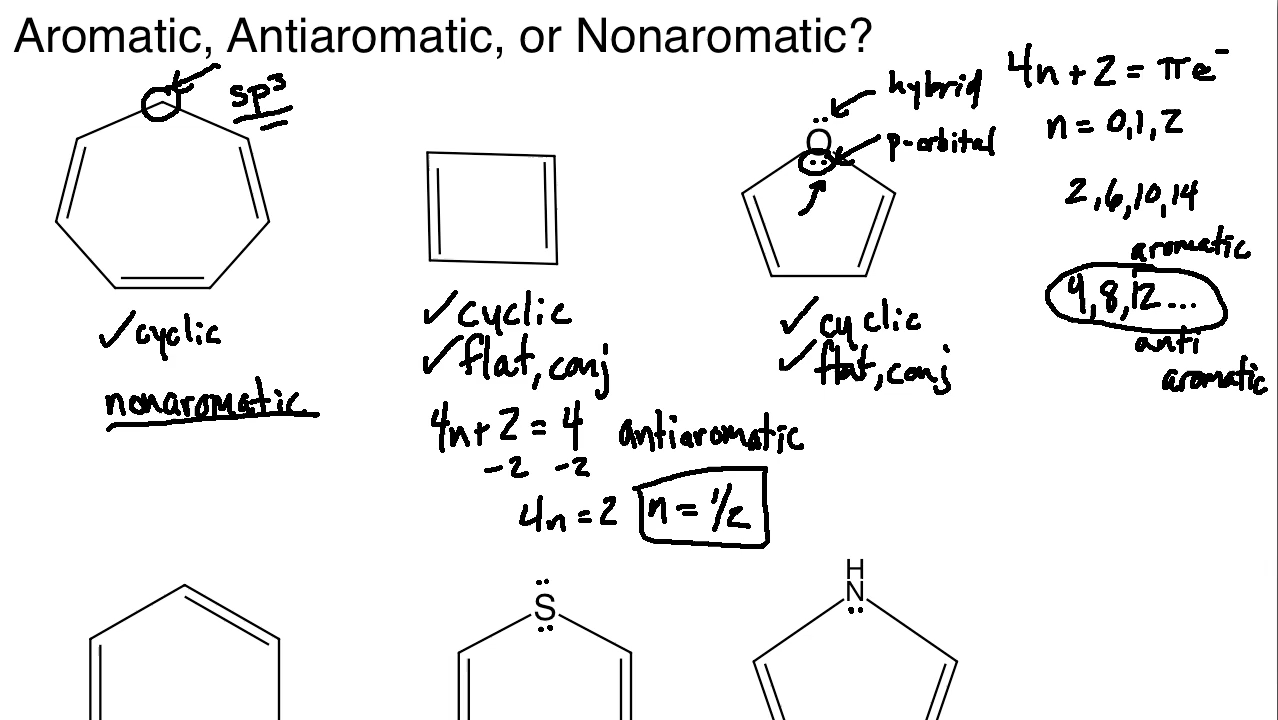 Aromatic, Antiaromatic, or Nonaromatic?
sp³
hybrid
p-orbital
O
4n + 2 = πe⁻
n = 0,1,2
2,6,10,14
aromatic
4,8,12...
anti
aromatic
✓cyclic
nonaromatic
✓cyclic
✓flat, conj
4n+2 = 4 antiaromatic
-2 -2
4n = 2 n = 1/2
✓cyclic
✓flat, conj
S
H
N